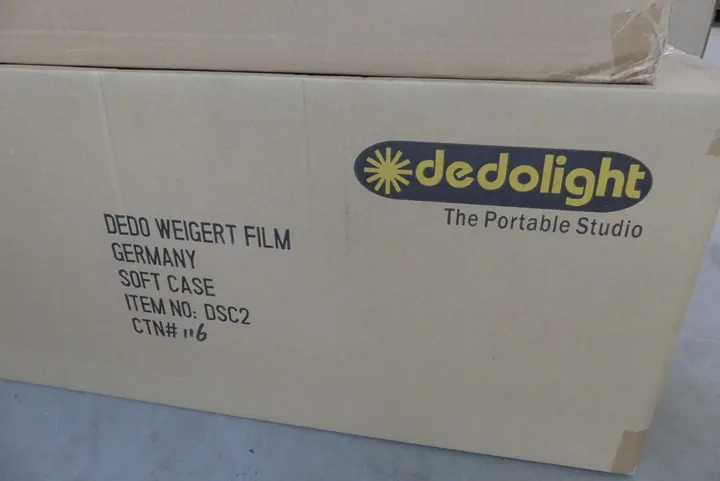 dedolight
The Portable Studio
DEDO WEIGERT FILM
GERMANY
SOFT CASE
ITEM NO: DSC2
CTN# 116